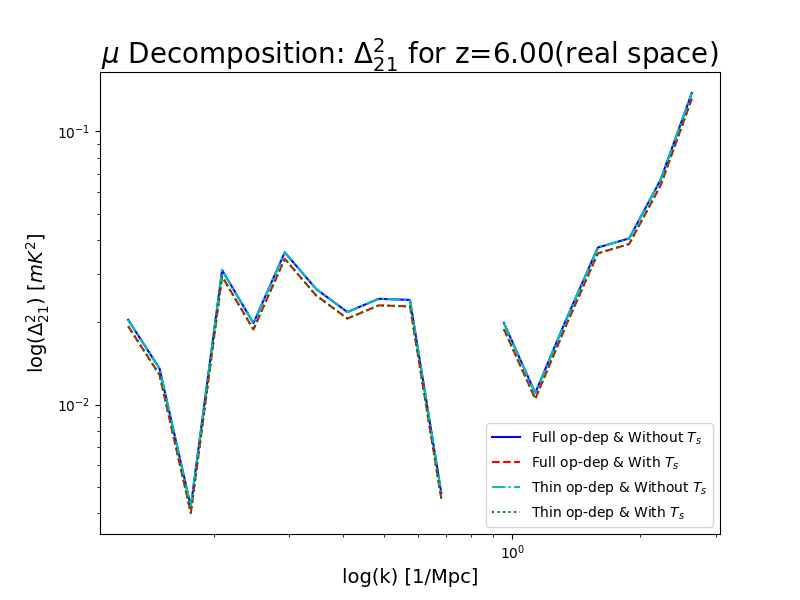 μ Decomposition: Δ²₂₁ for z=6.00(real space)
log(Δ²₂₁) [mK²]
10⁻¹
10⁻²
10⁰
log(k) [1/Mpc]
Full op-dep & Without Tₛ
Full op-dep & With Tₛ
Thin op-dep & Without Tₛ
Thin op-dep & With Tₛ